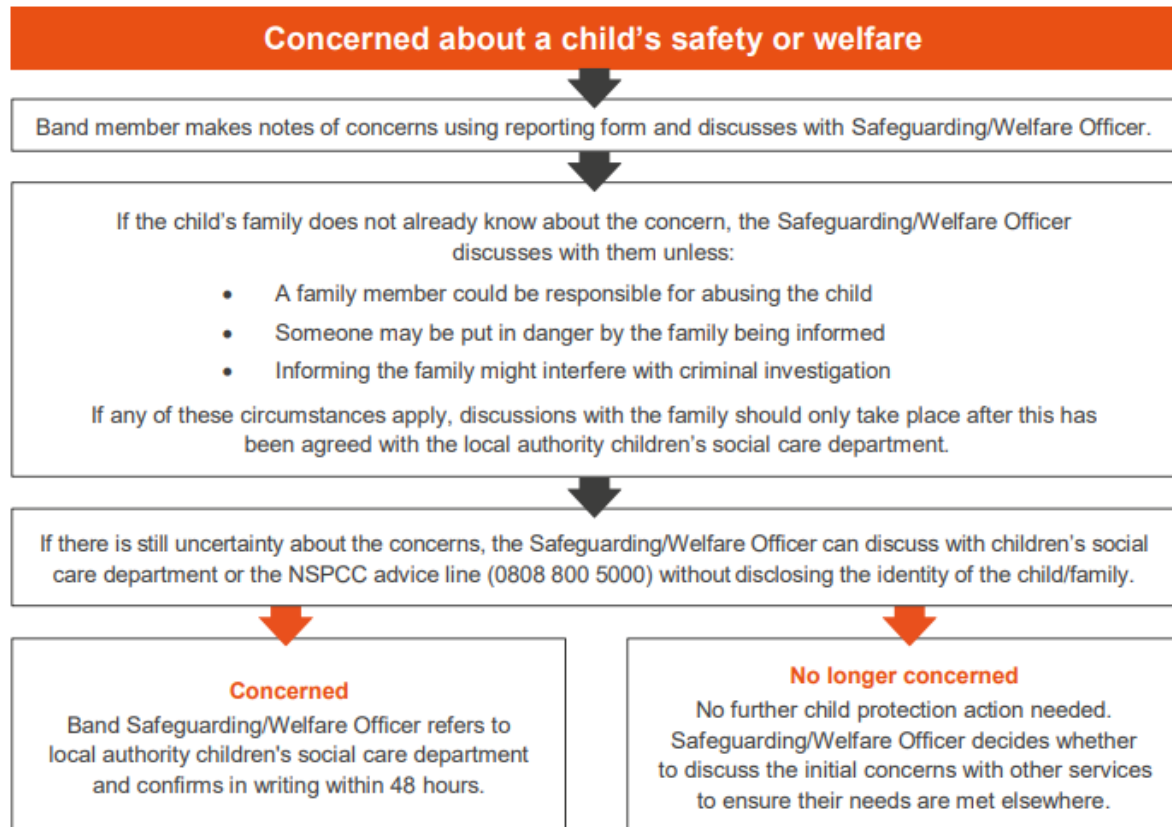 Concerned about a child's safety or welfare
Band member makes notes of concerns using reporting form and discusses with Safeguarding/Welfare Officer.
If the child's family does not already know about the concern, the Safeguarding/Welfare Officer
discusses with them unless:
• A family member could be responsible for abusing the child
• Someone may be put in danger by the family being informed
• Informing the family might interfere with criminal investigation
If any of these circumstances apply, discussions with the family should only take place after this has
been agreed with the local authority children's social care department.
If there is still uncertainty about the concerns, the Safeguarding/Welfare Officer can discuss with children's social
care department or the NSPCC advice line (0808 800 5000) without disclosing the identity of the child/family.
Concerned
Band Safeguarding/Welfare Officer refers to
local authority children's social care department
and confirms in writing within 48 hours.
No longer concerned
No further child protection action needed.
Safeguarding/Welfare Officer decides whether
to discuss the initial concerns with other services
to ensure their needs are met elsewhere.